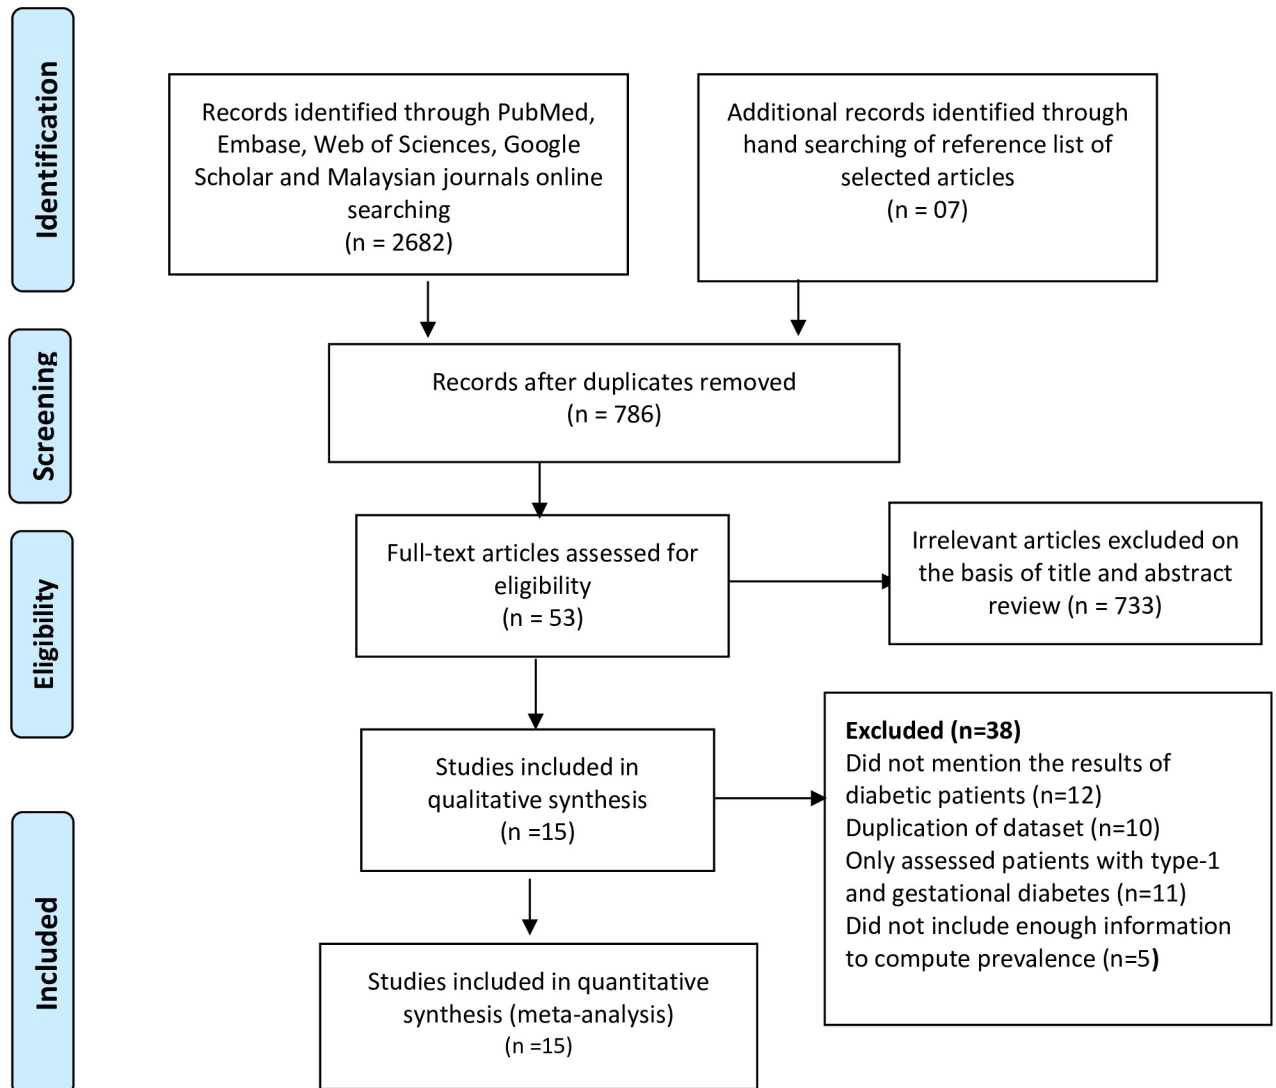 Identification
Records identified through PubMed,
Embase, Web of Sciences, Google
Scholar and Malaysian journals online
searching
(n = 2682)
Additional records identified through
hand searching of reference list of
selected articles
(n = 07)
Screening
Records after duplicates removed
(n = 786)
Eligibility
Full-text articles assessed for
eligibility
(n = 53)
Irrelevant articles excluded on
the basis of title and abstract
review (n = 733)
Studies included in
qualitative synthesis
(n =15)
Excluded (n=38)
Did not mention the results of
diabetic patients (n=12)
Duplication of dataset (n=10)
Only assessed patients with type-1
and gestational diabetes (n=11)
Did not include enough information
to compute prevalence (n=5)
Included
Studies included in quantitative
synthesis (meta-analysis)
(n =15)